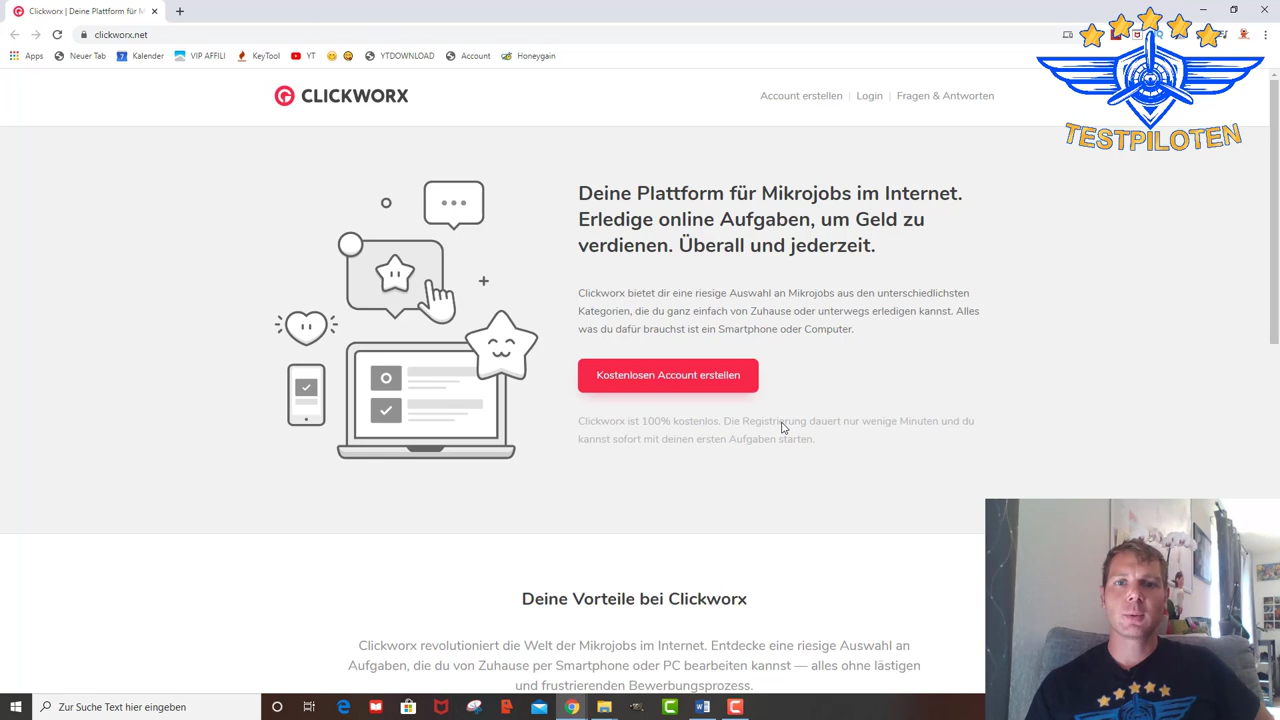 Clickworx | Deine Plattform für M
clickworx.net
Apps
Neuer Tab
7
Kalender
VIP AFFILI
KeyTool
YT
YTDOWNLOAD
Account
Honeygain
TESTPILOTEN
CLICKWORX
Account erstellen | Login | Fragen & Antworten
Deine Plattform für Mikrojobs im Internet.
Erledige online Aufgaben, um Geld zu
verdienen. Überall und jederzeit.
Clickworx bietet dir eine riesige Auswahl an Mikrojobs aus den unterschiedlichsten
Kategorien, die du ganz einfach von Zuhause oder unterwegs erledigen kannst. Alles
was du dafür brauchst ist ein Smartphone oder Computer.
Kostenlosen Account erstellen
Clickworx ist 100% kostenlos. Die Registrierung dauert nur wenige Minuten und du
kannst sofort mit deinen ersten Aufgaben starten.
Deine Vorteile bei Clickworx
Clickworx revolutioniert die Welt der Mikrojobs im Internet. Entdecke eine riesige Auswahl an
Aufgaben, die du von Zuhause per Smartphone oder PC bearbeiten kannst — alles ohne lästigen
und frustrierenden Bewerbungsprozess.
Zur Suche Text hier eingeben